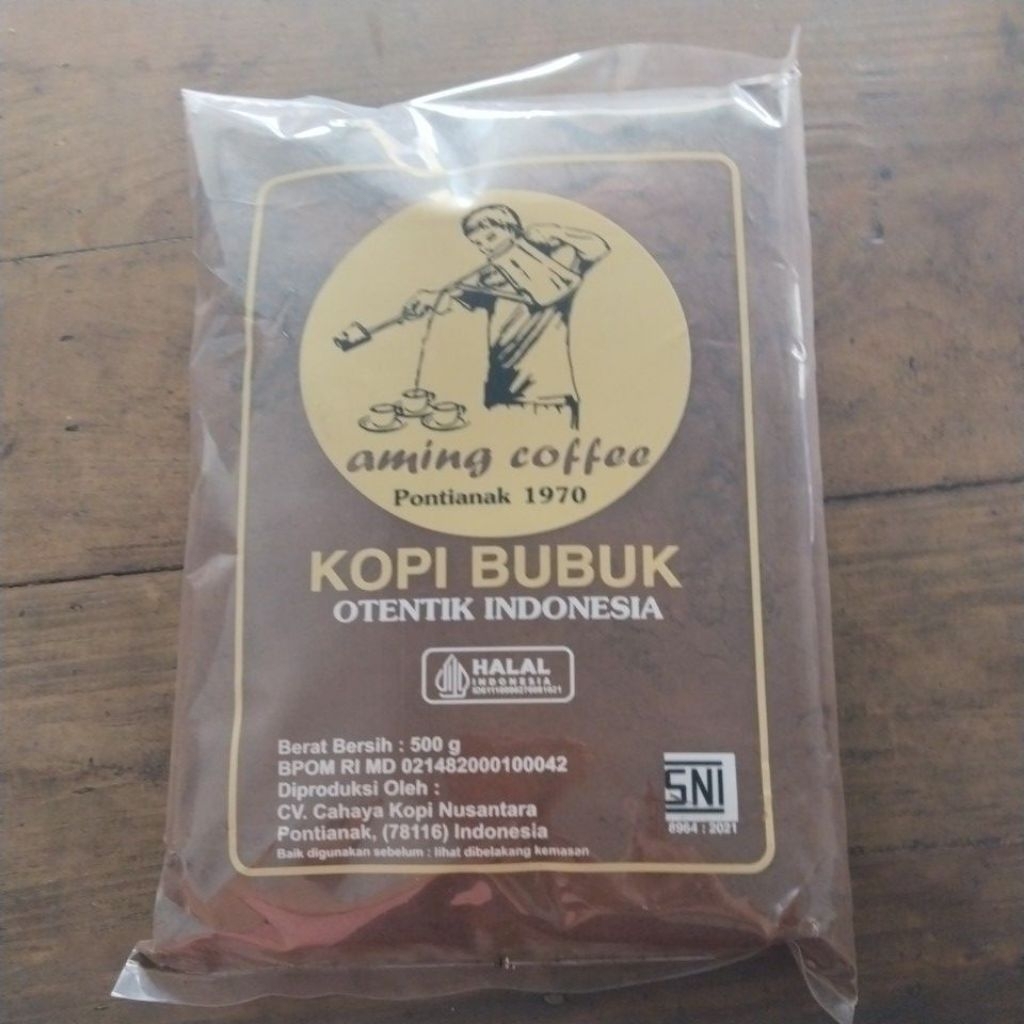 aming coffee
Pontianak 1970
KOPI BUBUK
OTENTIK INDONESIA
HALAL
INDONESIA
Berat Bersih : 500 g
BPOM RI MD 021482000100042
Diproduksi Oleh :
CV. Cahaya Kopi Nusantara
Pontianak, (78116) Indonesia
Baik digunakan sebelum : lihat dibelakang kemasan
SNI
8964 : 2021